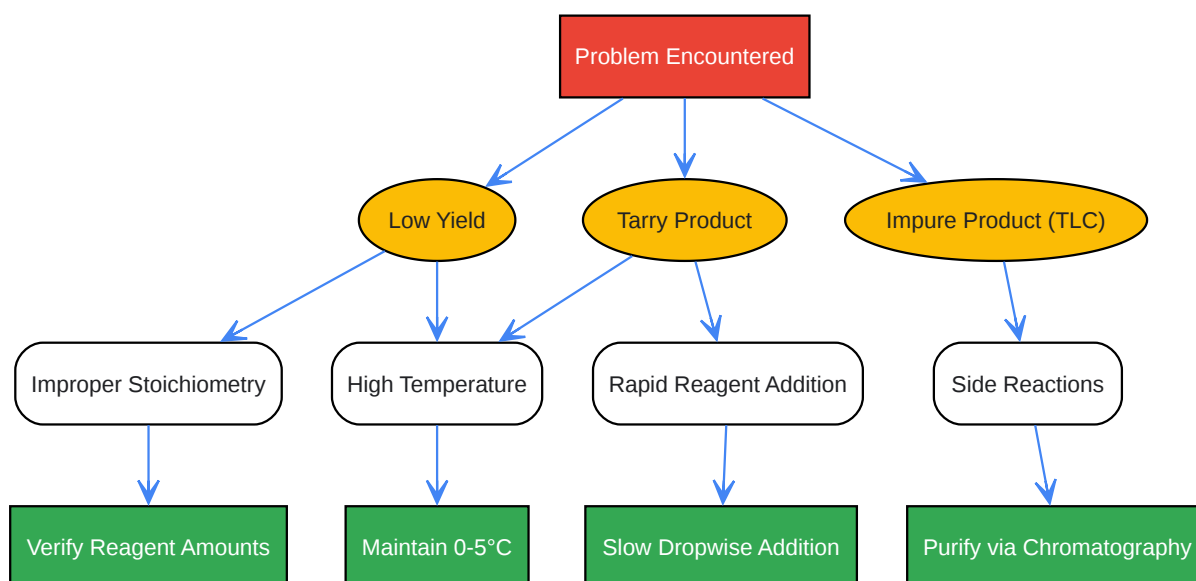 Problem Encountered
Low Yield
Tarry Product
Impure Product (TLC)
Improper Stoichiometry
High Temperature
Rapid Reagent Addition
Side Reactions
Verify Reagent Amounts
Maintain 0-5°C
Slow Dropwise Addition
Purify via Chromatography